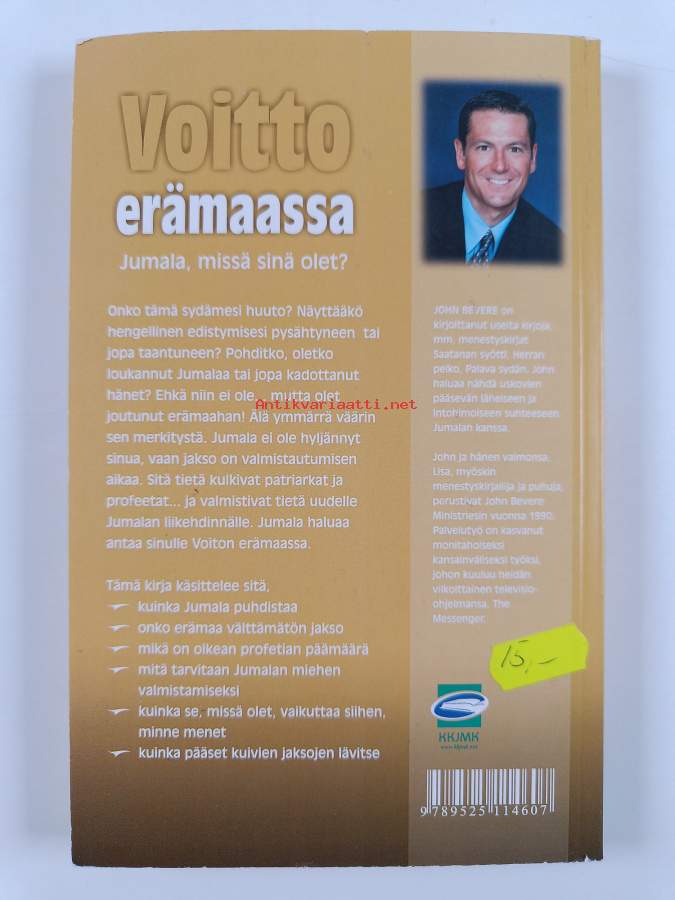 Voitto
erämaassa
Jumala, missä sinä olet?
Onko tämä sydämesi huuto? Näyttääkö
hengellinen edistymisesi pysähtyneen tai
jopa taantuneen? Pohditko, oletko
loukannut Jumalaa tai jopa kadottanut
hänet? Ehkä niin ei ole... mutta olet
joutunut erämaahan! Älä ymmärrä väärin
sen merkitystä. Jumala ei ole hyljännyt
sinua, vaan jakso on valmistautumisen
aikaa. Sitä tietä kulkivat patriarkat ja
profeetat... ja valmistivat tietä uudelle
Jumalan liikehdinnälle. Jumala haluaa
antaa sinulle Voiton erämaassa.
Tämä kirja käsittelee sitä,
kuinka Jumala puhdistaa
onko erämaa välttämätön jakso
mikä on oikean profetian päämäärä
mitä tarvitaan Jumalan miehen
valmistamiseksi
kuinka se, missä olet, vaikuttaa siihen,
minne menet
kuinka pääset kuivien jaksojen lävitse
JOHN BEVERE on
kirjoittanut useita kirjoja,
mm. menestyskirjat
Saatanan syötti, Herran
pelko, Palava sydän. John
haluaa nähdä uskovien
pääsevän läheiseen ja
intohimoiseen suhteeseen
Jumalan kanssa.
John ja hänen vaimonsa,
Lisa, myöskin
menestyskirjailija ja puhuja,
perustivat John Bevere
Ministriesin vuonna 1990.
Palvelutyö on kasvanut
monitahoiseksi
kansainväliseksi työksi,
johon kuuluu heidän
viikoittainen televisio-
ohjelmansa, The
Messenger.
15,-
KKJMK
www.kkjmk.net
9 789525 114607
Antikvariaatti.net